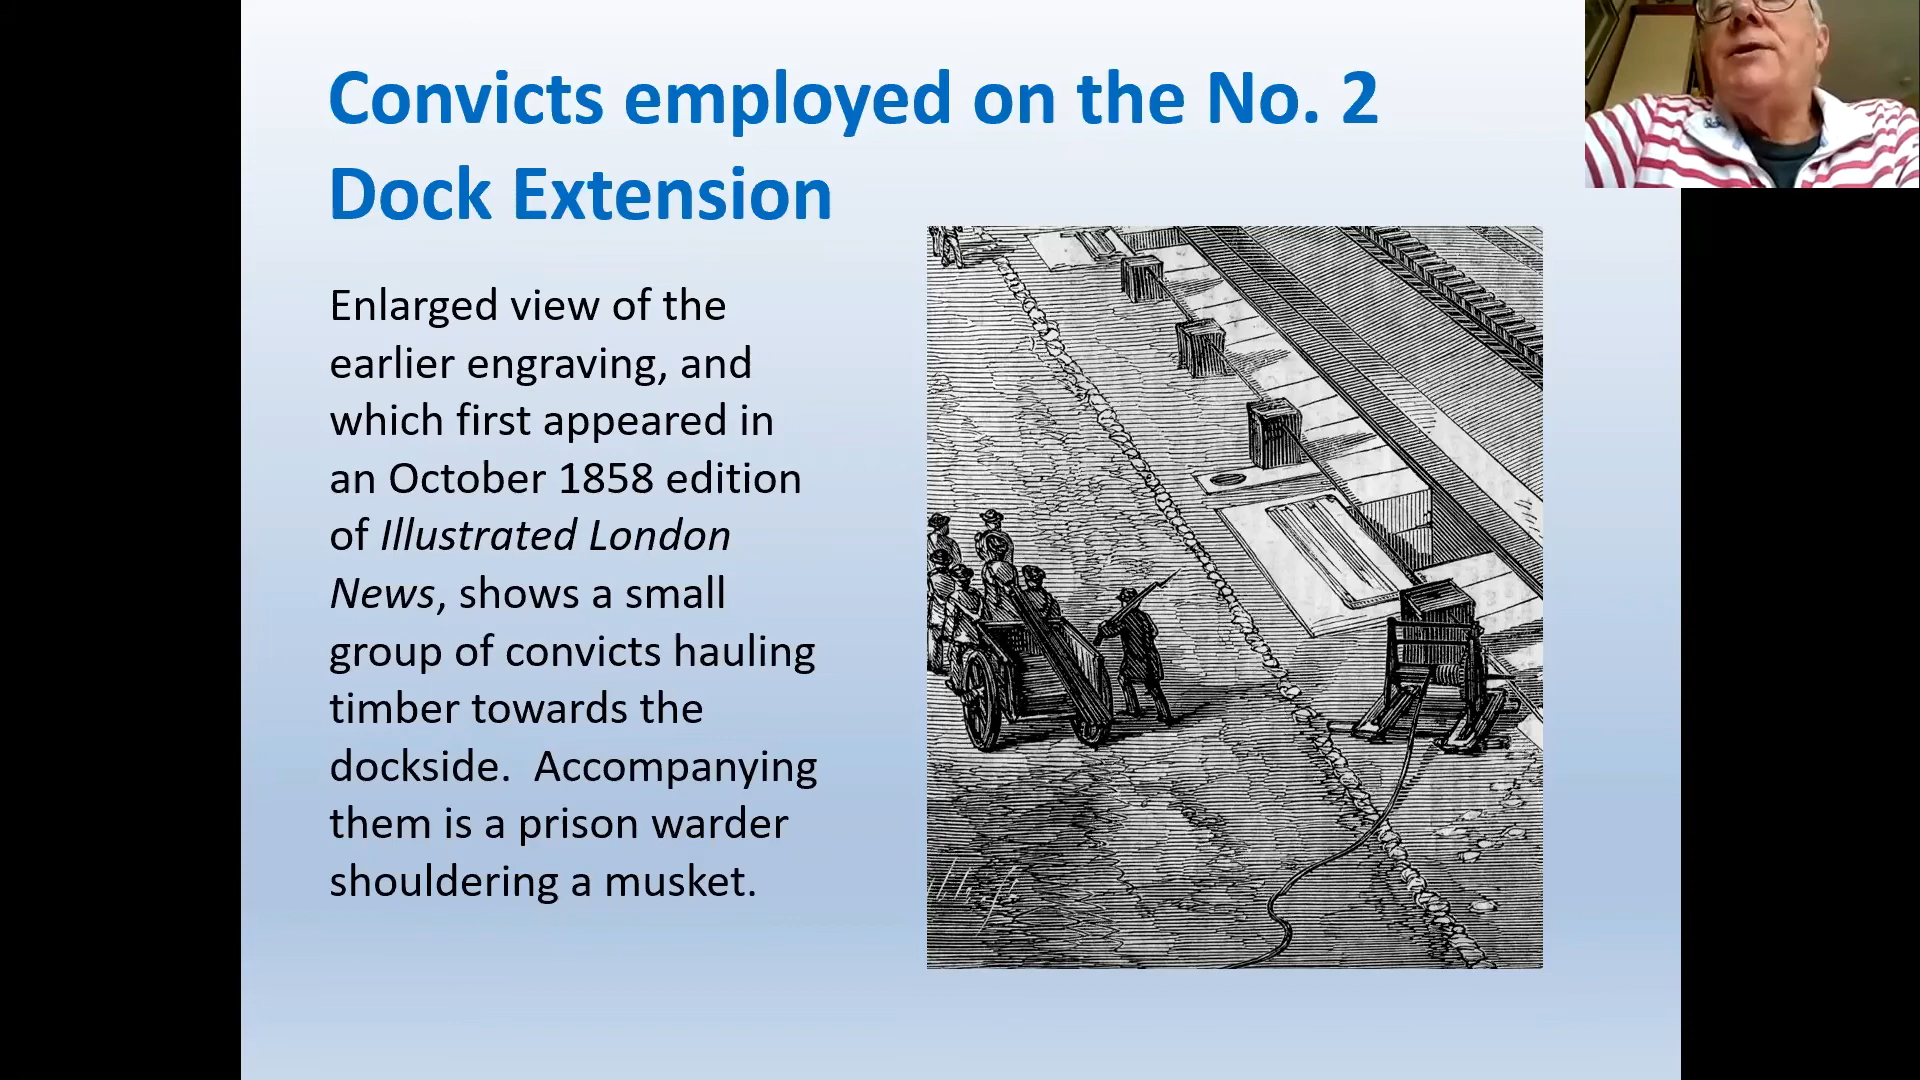 Convicts employed on the No. 2
Dock Extension
Enlarged view of the
earlier engraving, and
which first appeared in
an October 1858 edition
of Illustrated London
News, shows a small
group of convicts hauling
timber towards the
dockside.  Accompanying
them is a prison warder
shouldering a musket.